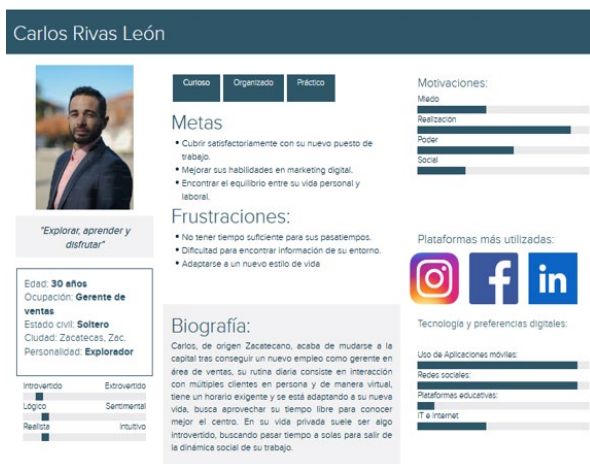 Carlos Rivas León
"Explorar, aprender y
disfrutar"
Edad: 30 años
Ocupación: Gerente de
ventas
Estado civil: Soltero
Ciudad: Zacatecas, Zac.
Personalidad: Explorador
Introvertido Extrovertido
Lógico Sentimental
Realista Intuitivo
Curioso Organizado Práctico
Metas
• Cubrir satisfactoriamente con su nuevo puesto de
trabajo.
• Mejorar sus habilidades en marketing digital.
• Encontrar el equilibrio entre su vida personal y
laboral.
Frustraciones:
• No tener tiempo suficiente para sus pasatiempos.
• Dificultad para encontrar información de su entorno.
• Adaptarse a un nuevo estilo de vida
Biografía:
Carlos, de origen Zacatecano, acaba de mudarse a la
capital tras conseguir un nuevo empleo como gerente en
área de ventas, su rutina diaria consiste en interacción
con múltiples clientes en persona y de manera virtual,
tiene un horario exigente y se está adaptando a su nueva
vida, busca aprovechar su tiempo libre para conocer
mejor el centro. En su vida privada suele ser algo
introvertido, buscando pasar tiempo a solas para salir de
la dinámica social de su trabajo.
Motivaciones:
Miedo
Realización
Poder
Social
Plataformas más utilizadas:
in
Tecnología y preferencias digitales:
Uso de Aplicaciones móviles:
Redes sociales:
Plataformas educativas:
IT e Internet